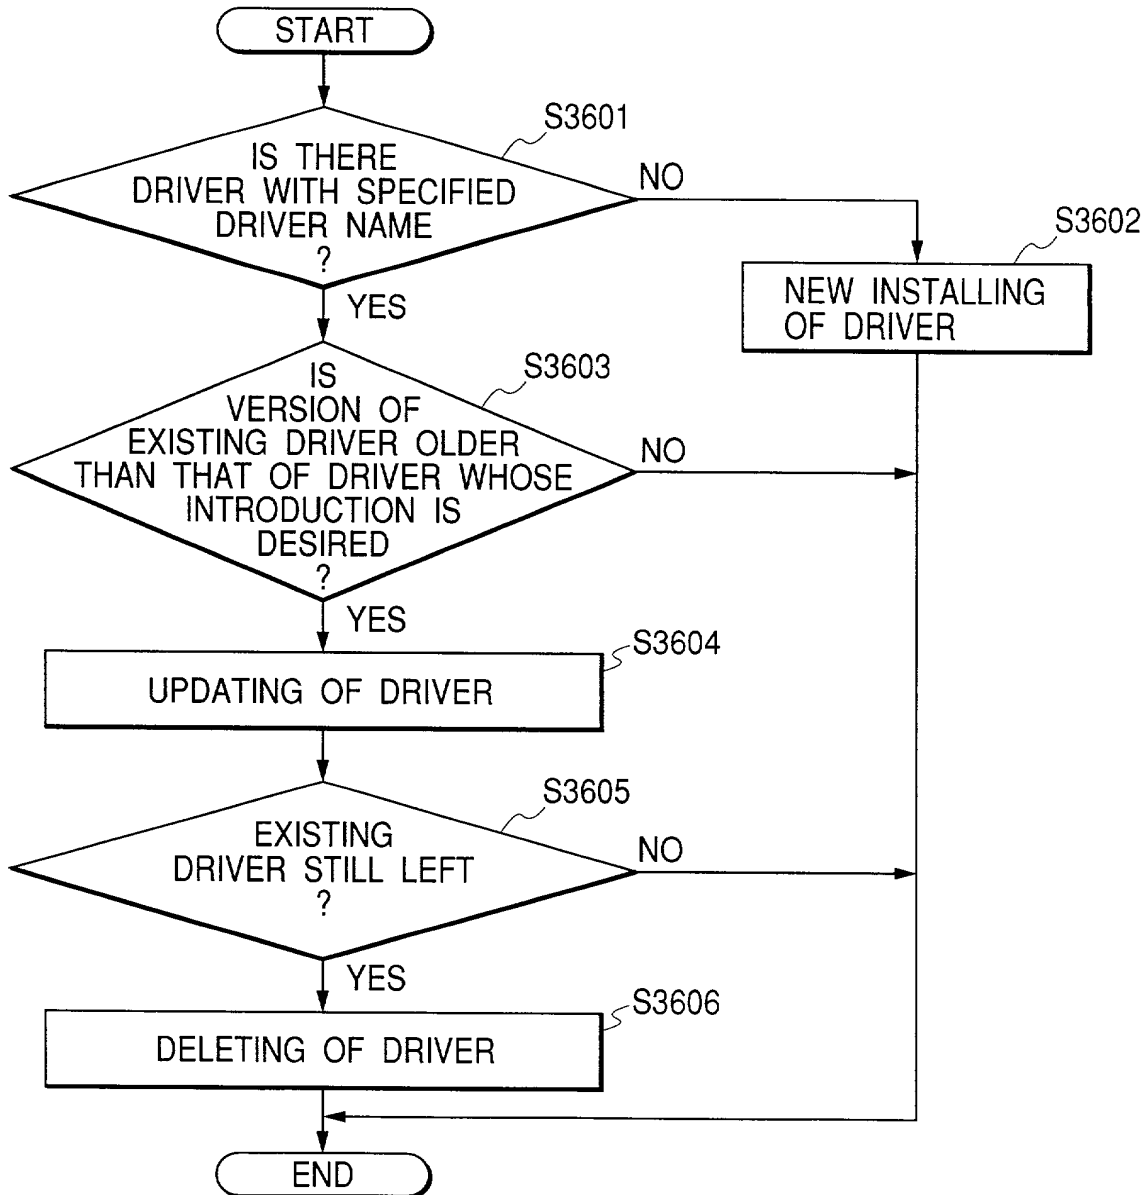 START
S3601
IS THERE
DRIVER WITH SPECIFIED
DRIVER NAME
?
NO
S3602
NEW INSTALLING
OF DRIVER
YES
S3603
IS
VERSION OF
EXISTING DRIVER OLDER
THAN THAT OF DRIVER WHOSE
INTRODUCTION IS
DESIRED
?
NO
YES
S3604
UPDATING OF DRIVER
S3605
EXISTING
DRIVER STILL LEFT
?
NO
YES
S3606
DELETING OF DRIVER
END